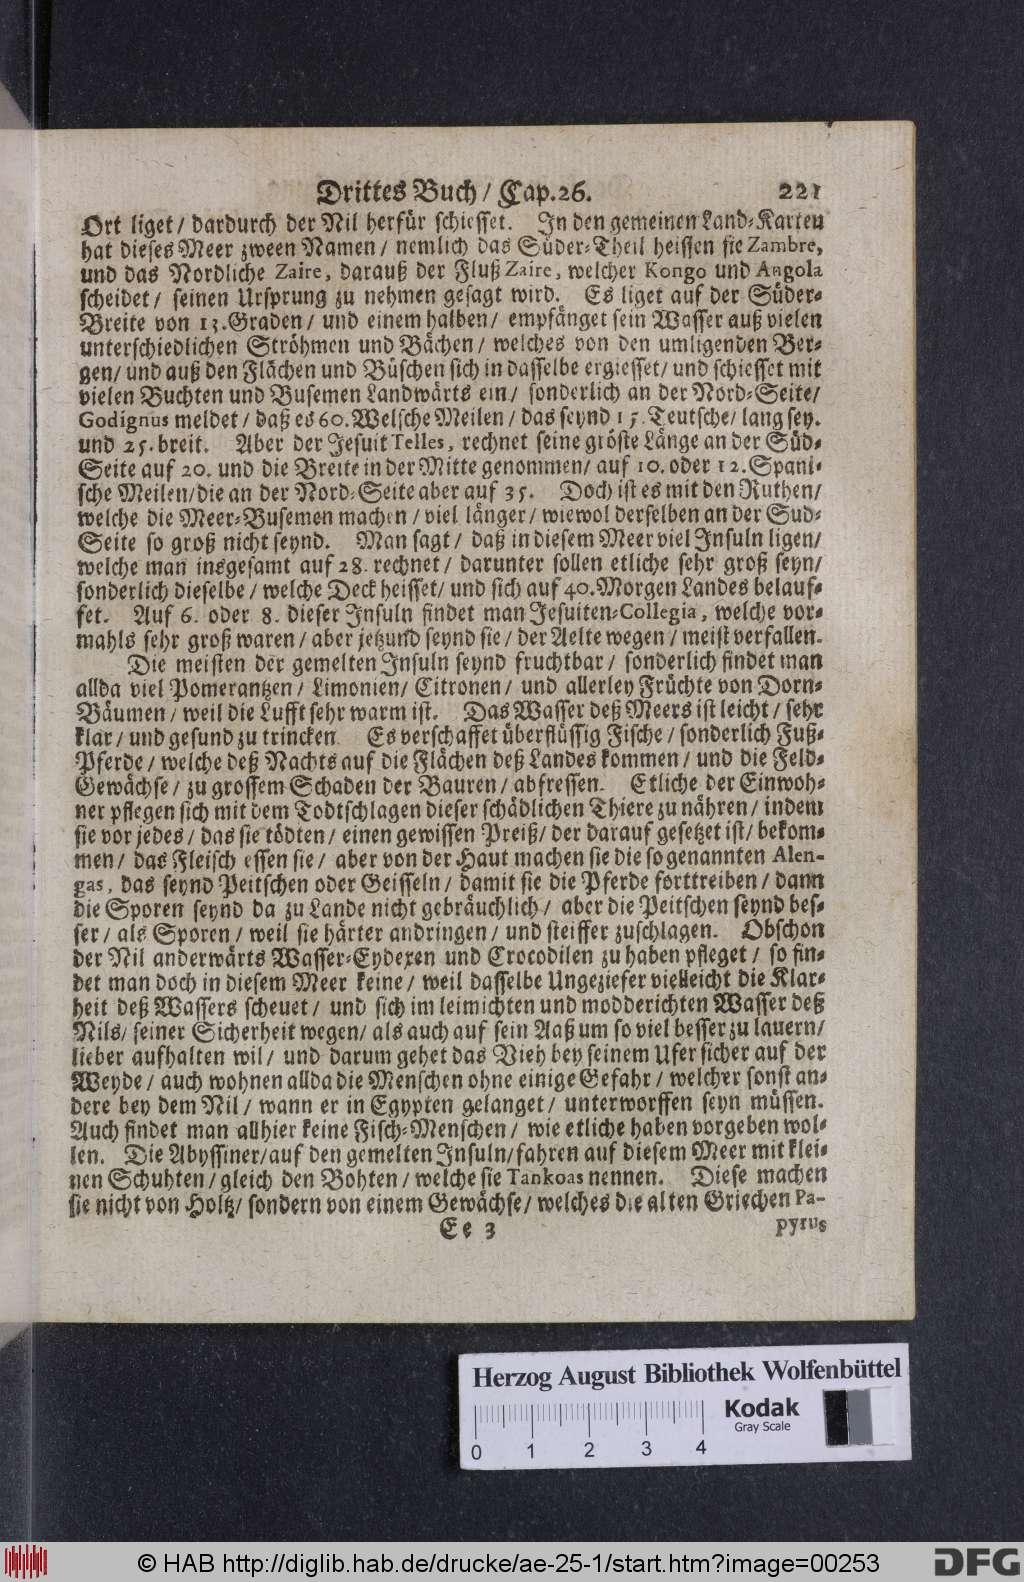 Drittes Buch / Cap. 26. 221
Ort liget / dardurch der Nil herfür schiesset. In den gemeinen Land-Karten
hat dieses Meer zween Namen / nemlich das Süder-Theil heissen sie Zambre,
und das Nordliche Zaire, darauß der Fluß Zaire, welcher Kongo und Angola
scheidet / seinen Ursprung zu nehmen gesagt wird. Es liget auf der Süder-
Breite von 13. Graden / und einem halben / empfänget sein Wasser auß vielen
unterschiedlichen Ströhmen und Bächen / welches von den umligenden Ber-
gen / und auß den Flächen und Büschen sich in dasselbe ergiesset / und schiesset mit
vielen Buchten und Busemen Landwärts ein / sonderlich an der Nord-Seite /
Godignus meldet / daß es 60. Welsche Meilen / das seynd 15. Teutsche / lang sey.
und 25. breit. Aber der Jesuit Telles, rechnet seine gröste Länge an der Süd-
Seite auf 20. und die Breite in der Mitte genommen / auf 10. oder 12. Spani-
sche Meilen / die an der Nord-Seite aber auf 35. Doch ist es mit den Ruthen /
welche die Meer-Busemen machen / viel länger / wiewol derselben an der Sud-
Seite so groß nicht seynd. Man sagt / daß in diesem Meer viel Insuln ligen /
welche man insgesamt auf 28. rechnet / darunter sollen etliche sehr groß seyn /
sonderlich dieselbe / welche Deck heisset / und sich auf 40. Morgen Landes belauf-
fet. Auf 6. oder 8. dieser Insuln findet man Jesuiten-Collegia, welche vor-
mahls sehr groß waren / aber jetzund seynd sie / der Aelte wegen / meist verfallen.
Die meisten der gemelten Insuln seynd fruchtbar / sonderlich findet man
allda viel Pomerantzen / Limonien / Citronen / und allerley Früchte von Dorn-
Bäumen / weil die Lufft sehr warm ist. Das Wasser deß Meers ist leicht / sehr
klar / und gesund zu trincken. Es verschaffet überflüssig Fische / sonderlich Fuß-
Pferde / welche deß Nachts auf die Flächen deß Landes kommen / und die Feld-
Gewächse / zu grossem Schaden der Bauren / abfressen. Etliche der Einwoh-
ner pflegen sich mit dem Todtschlagen dieser schädlichen Thiere zu nähren / indem
sie vor jedes / das sie tödten / einen gewissen Preiß / der darauf gesetzet ist / bekom-
men / das Fleisch essen sie / aber von der Haut machen sie die so genannten Alen-
gas, das seynd Peitschen oder Geisseln / damit sie die Pferde forttreiben / dann
die Sporen seynd da zu Lande nicht gebräuchlich / aber die Peitschen seynd bes-
ser / als Sporen / weil sie härter andringen / und steiffer zuschlagen. Obschon
der Nil anderwärts Wasser-Eydexen und Crocodilen zu haben pfleget / so fin-
det man doch in diesem Meer keine / weil dasselbe Ungeziefer vielleicht die Klar-
heit deß Wassers scheuet / und sich im leimichten und modderichten Wasser deß
Nils / seiner Sicherheit wegen / als auch auf sein Aaß um so viel besser zu lauern /
lieber aufhalten wil / und darum gehet das Vieh bey seinem Ufer sicher auf der
Weyde / auch wohnen allda die Menschen ohne einige Gefahr / welcher sonst an-
dere bey dem Nil / wann er in Egypten gelanget / unterworffen seyn müssen.
Auch findet man allhier keine Fisch-Menschen / wie etliche haben vorgeben wol-
len. Die Abyssiner / auf den gemelten Insuln / fahren auf diesem Meer mit klei-
nen Schuhten / gleich den Bohten / welche sie Tankoas nennen. Diese machen
sie nicht von Holtz / sondern von einem Gewächse / welches die alten Griechen Pa-
Ee 3 pyrus
Herzog August Bibliothek Wolfenbüttel
Kodak
Gray Scale
0 1 2 3 4
© HAB http://diglib.hab.de/drucke/ae-25-1/start.htm?image=00253
DFG